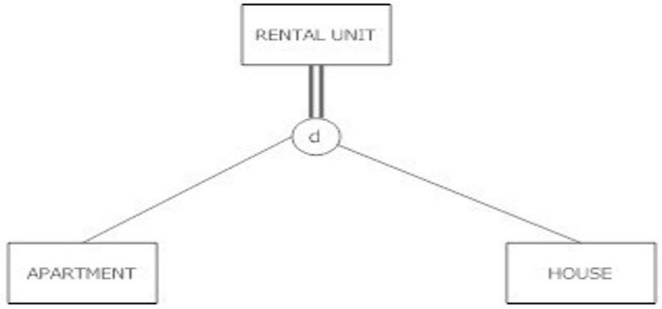 RENTAL UNIT
d
APARTMENT
HOUSE